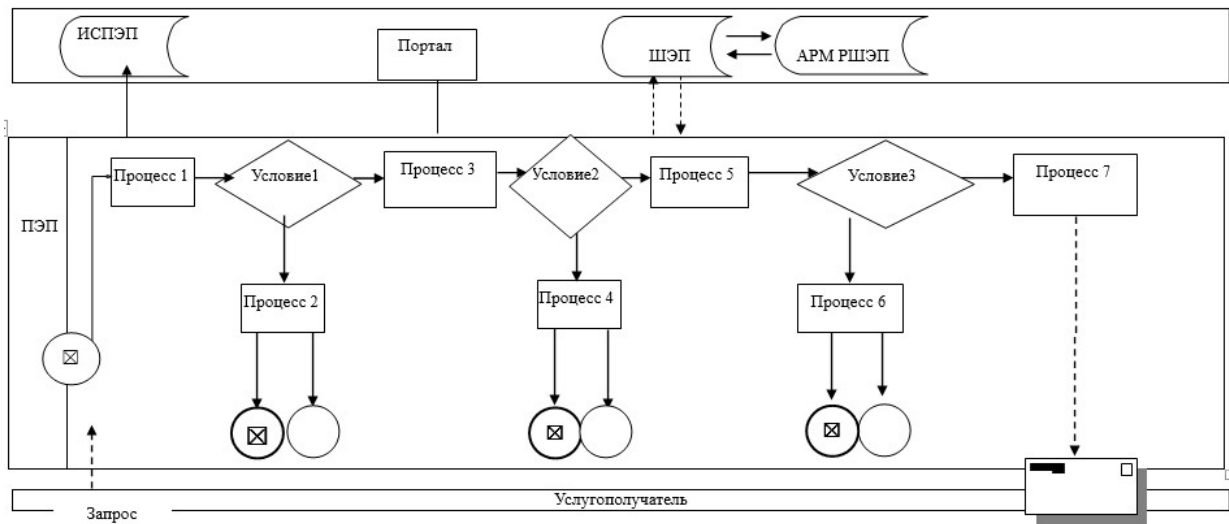 ИСПЭП
Портал
ШЭП
АРМ РШЭП
Процесс 1
Условие1
Процесс 3
Условие2
Процесс 5
Условие3
Процесс 7
ПЭП
Процесс 2
Процесс 4
Процесс 6
Услугополучатель
Запрос